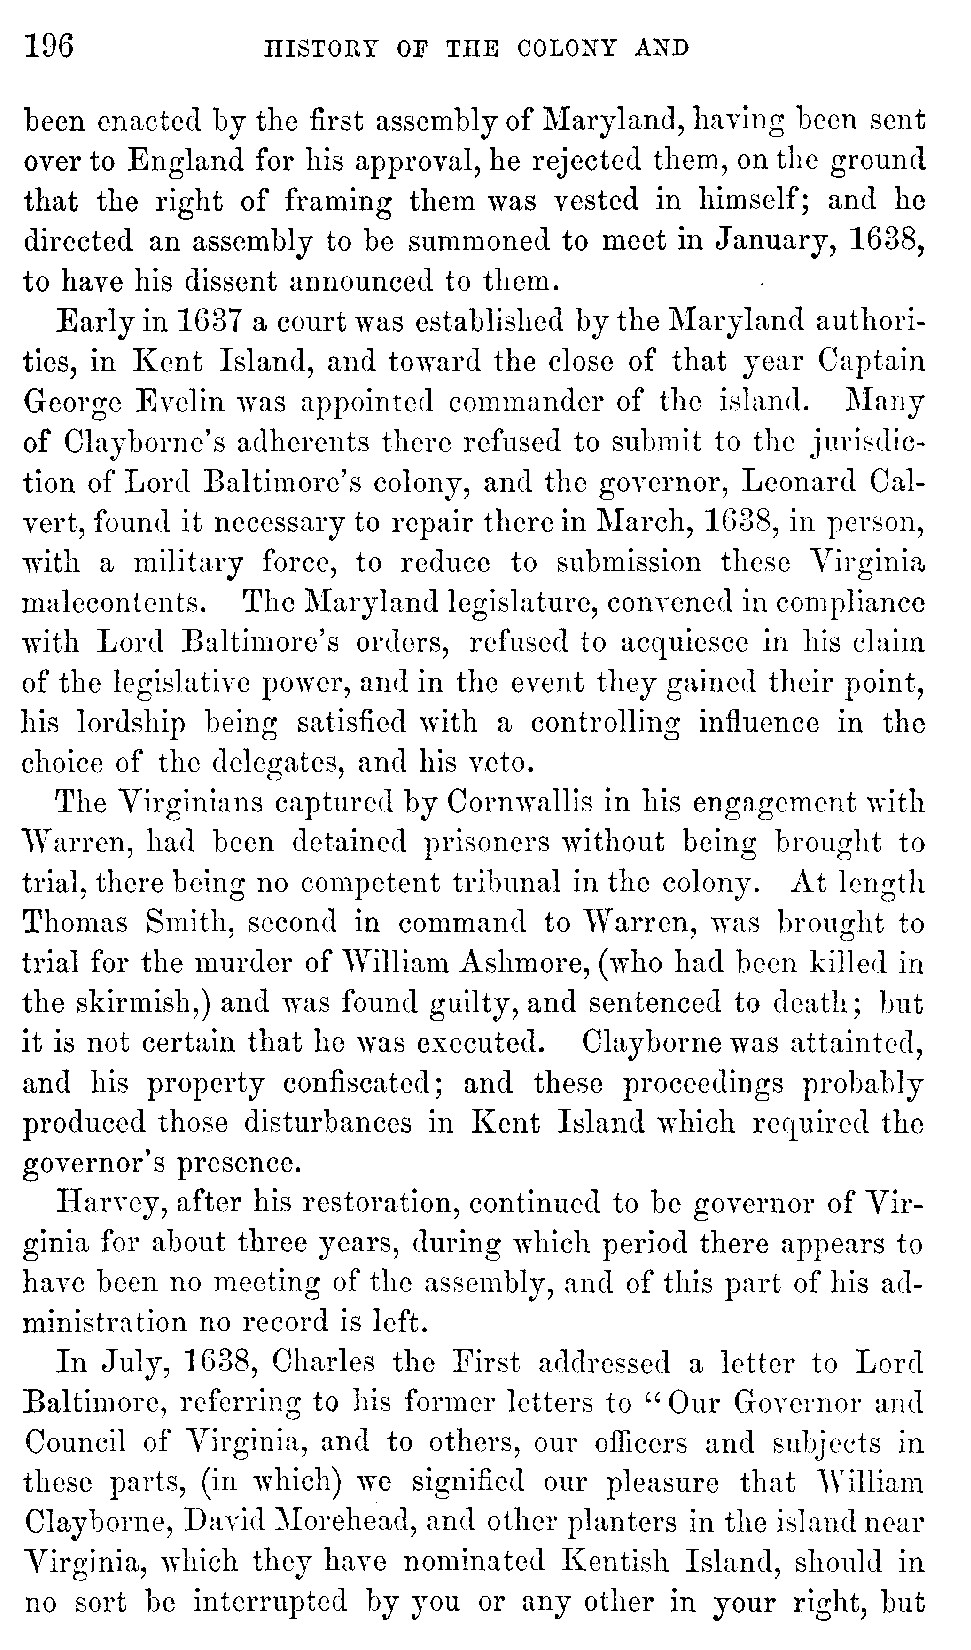 196 HISTORY OF THE COLONY AND
been enacted by the first assembly of Maryland, having been sent
over to England for his approval, he rejected them, on the ground
that the right of framing them was vested in himself; and he
directed an assembly to be summoned to meet in January, 1638,
to have his dissent announced to them.
Early in 1637 a court was established by the Maryland authori-
ties, in Kent Island, and toward the close of that year Captain
George Evelin was appointed commander of the island. Many
of Clayborne's adherents there refused to submit to the jurisdic-
tion of Lord Baltimore's colony, and the governor, Leonard Cal-
vert, found it necessary to repair there in March, 1638, in person,
with a military force, to reduce to submission these Virginia
malecontents. The Maryland legislature, convened in compliance
with Lord Baltimore's orders, refused to acquiesce in his claim
of the legislative power, and in the event they gained their point,
his lordship being satisfied with a controlling influence in the
choice of the delegates, and his veto.
The Virginians captured by Cornwallis in his engagement with
Warren, had been detained prisoners without being brought to
trial, there being no competent tribunal in the colony. At length
Thomas Smith, second in command to Warren, was brought to
trial for the murder of William Ashmore, (who had been killed in
the skirmish,) and was found guilty, and sentenced to death; but
it is not certain that he was executed. Clayborne was attainted,
and his property confiscated; and these proceedings probably
produced those disturbances in Kent Island which required the
governor's presence.
Harvey, after his restoration, continued to be governor of Vir-
ginia for about three years, during which period there appears to
have been no meeting of the assembly, and of this part of his ad-
ministration no record is left.
In July, 1638, Charles the First addressed a letter to Lord
Baltimore, referring to his former letters to "Our Governor and
Council of Virginia, and to others, our officers and subjects in
these parts, (in which) we signified our pleasure that William
Clayborne, David Morehead, and other planters in the island near
Virginia, which they have nominated Kentish Island, should in
no sort be interrupted by you or any other in your right, but